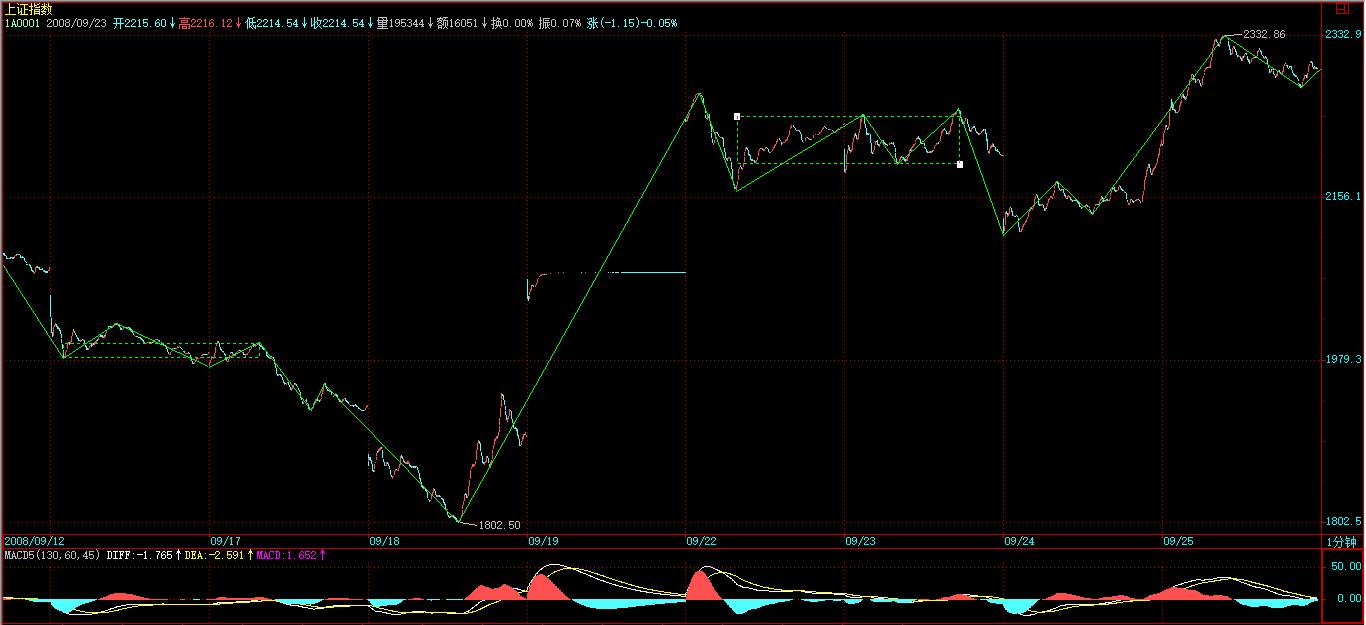 上证指数
1A0001 2008/09/23 开2215.60↓高2216.12↓低2214.54↓收2214.54↓量195344↓额16051↓换0.00% 振0.07% 涨(-1.15)-0.05%
2332.86
2332.9
2156.1
1979.3
1802.50
1802.5
2008/09/12 09/17 09/18 09/19 09/22 09/23 09/24 09/25 1分钟
MACD5(130,60,45) DIFF:-1.765↑DEA:-2.591↑MACD:1.652↑
50.00
0.00